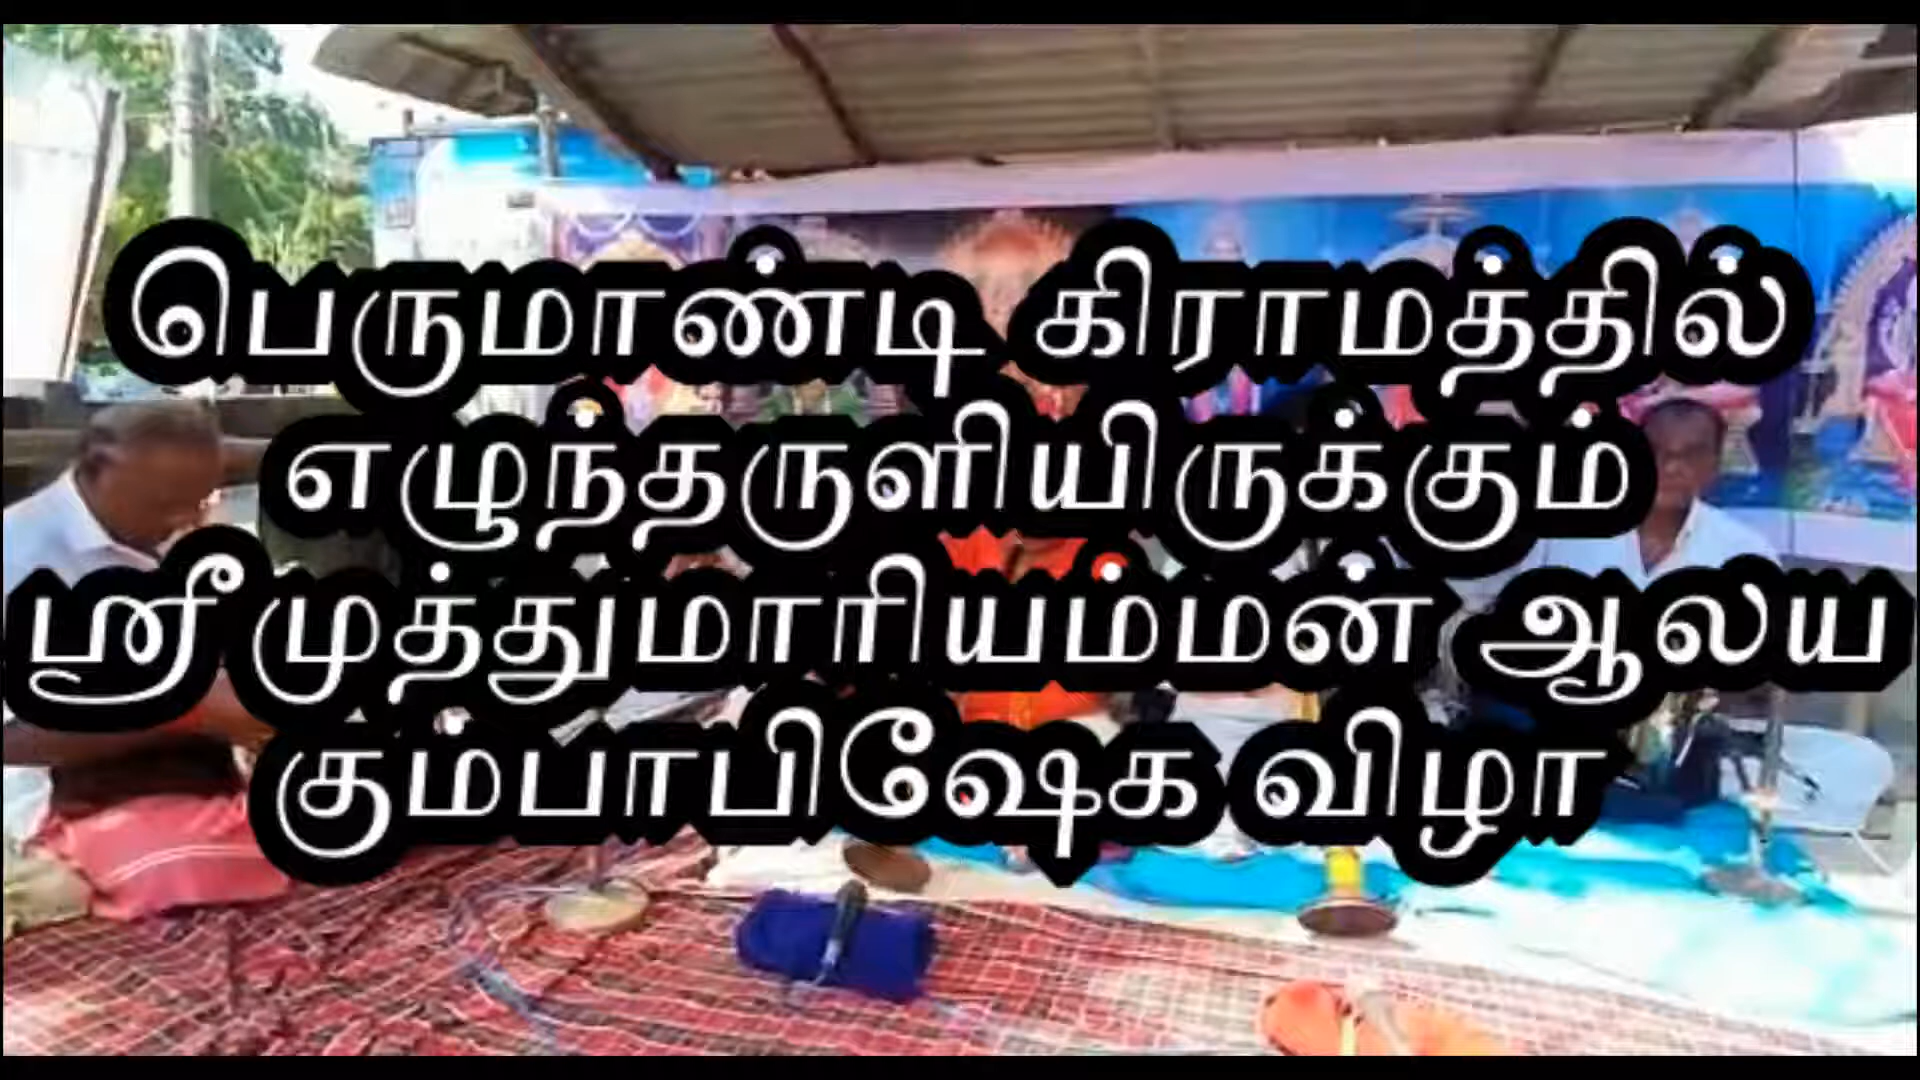 பெருமாண்டி கிராமத்தில்
எழுந்தருளியிருக்கும்
ஸ்ரீ முத்துமாரியம்மன் ஆலய
கும்பாபிஷேக விழா